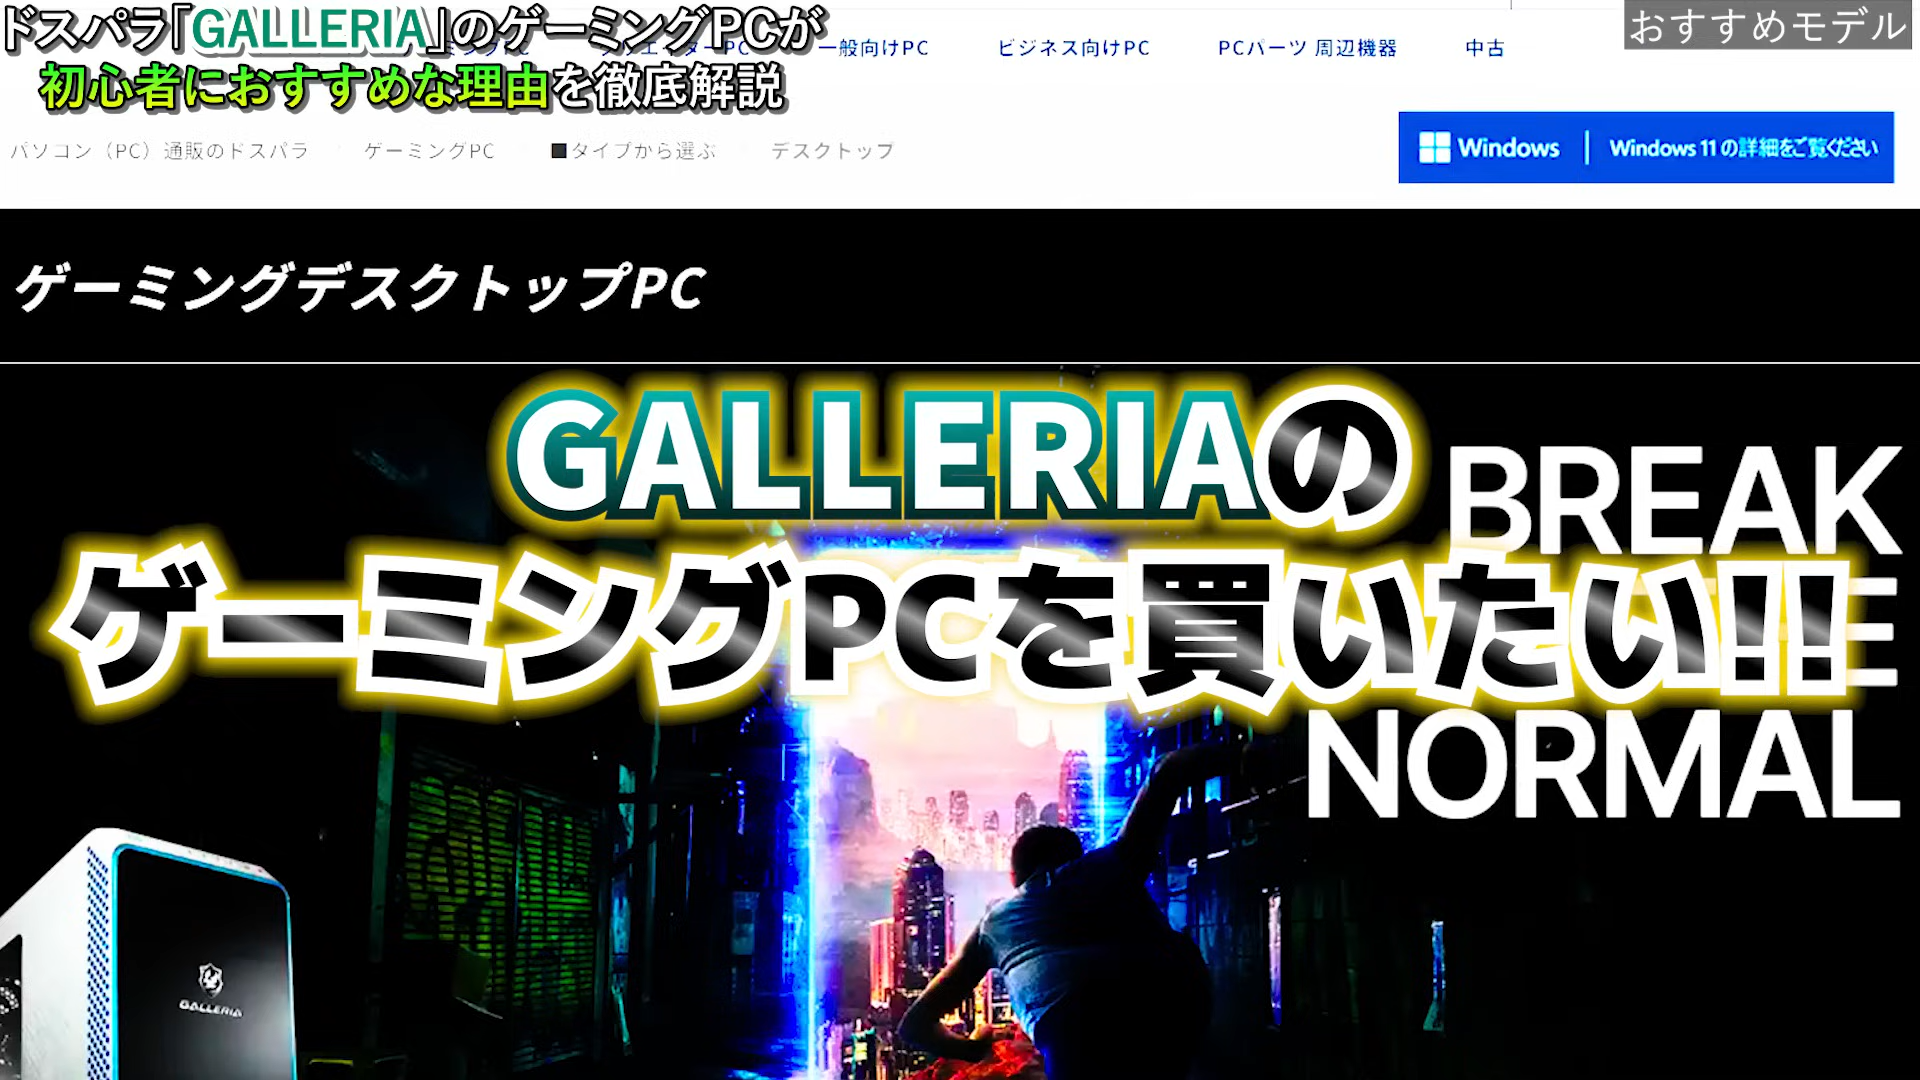 ドスパラ「GALLERIA」のゲーミングPCが
初心者におすすめな理由を徹底解説
おすすめモデル
一般向けPC
ビジネス向けPC
PCパーツ 周辺機器
中古
パソコン（PC）通販のドスパラ
ゲーミングPC
■タイプから選ぶ
デスクトップ
Windows | Windows 11 の詳細をご覧ください
ゲーミングデスクトップPC
GALLERIAの
ゲーミングPCを買いたい!!
BREAK
NORMAL
GALLERIA